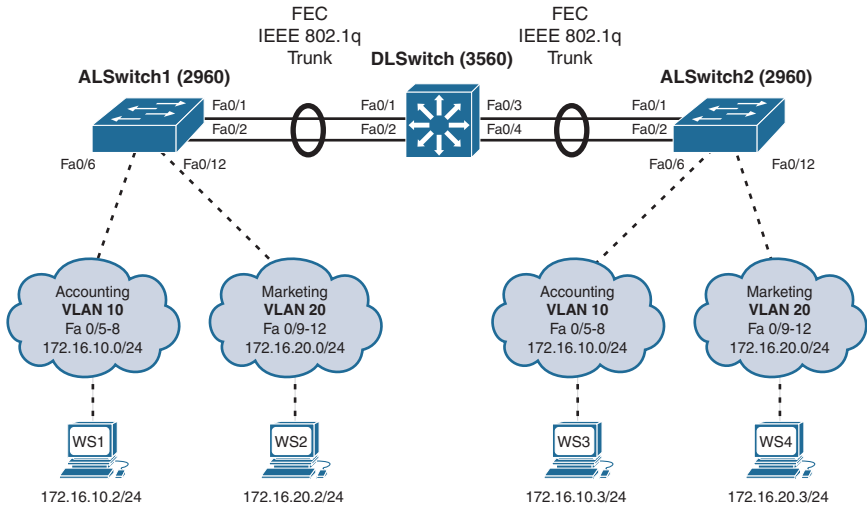 FEC
IEEE 802.1q
Trunk
FEC
IEEE 802.1q
Trunk
ALSwitch1 (2960)
DLSwitch (3560)
ALSwitch2 (2960)
Fa0/1
Fa0/2
Fa0/1
Fa0/2
Fa0/3
Fa0/4
Fa0/1
Fa0/2
Fa0/6
Fa0/12
Fa0/6
Fa0/12
Accounting
VLAN 10
Fa 0/5-8
172.16.10.0/24
Marketing
VLAN 20
Fa 0/9-12
172.16.20.0/24
Accounting
VLAN 10
Fa 0/5-8
172.16.10.0/24
Marketing
VLAN 20
Fa 0/9-12
172.16.20.0/24
WS1
WS2
WS3
WS4
172.16.10.2/24
172.16.20.2/24
172.16.10.3/24
172.16.20.3/24